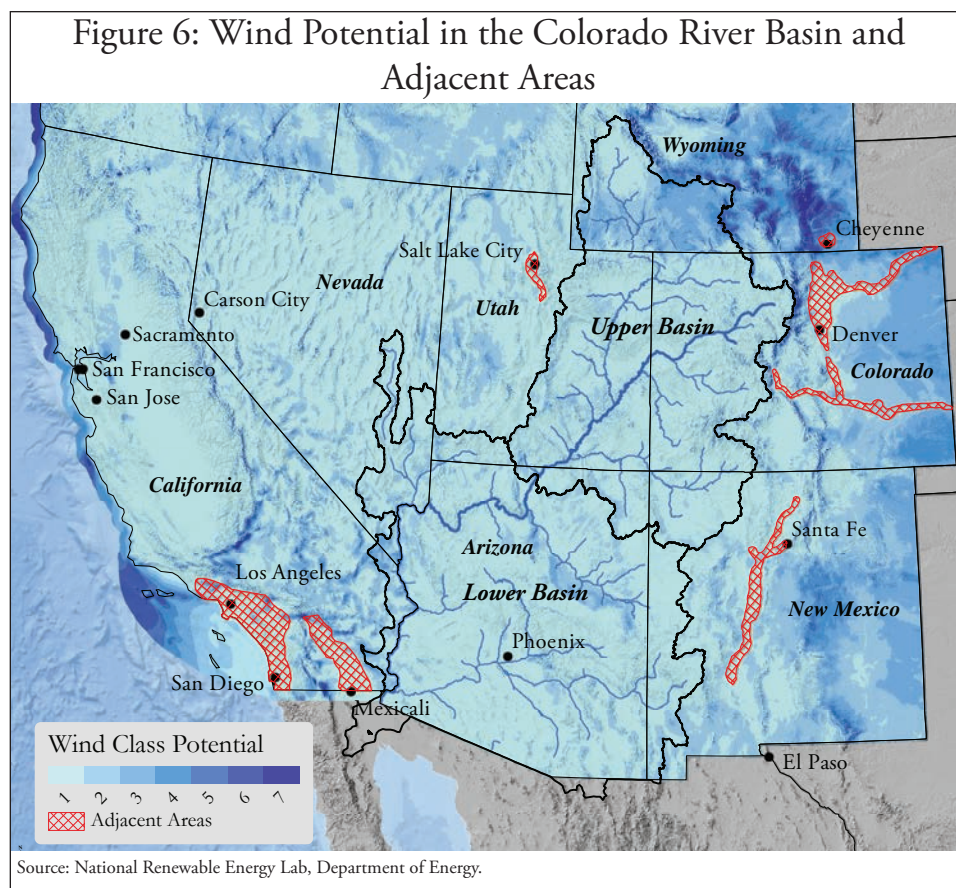 Figure 6: Wind Potential in the Colorado River Basin and
Adjacent Areas
Wyoming
Cheyenne
Salt Lake City
Nevada
Carson City
Utah
Upper Basin
Sacramento
Denver
San Francisco
Colorado
San Jose
California
Santa Fe
Arizona
Los Angeles
Lower Basin
New Mexico
Phoenix
San Diego
Mexicali
Wind Class Potential
El Paso
1 2 3 4 5 6 7
Adjacent Areas
Source: National Renewable Energy Lab, Department of Energy.